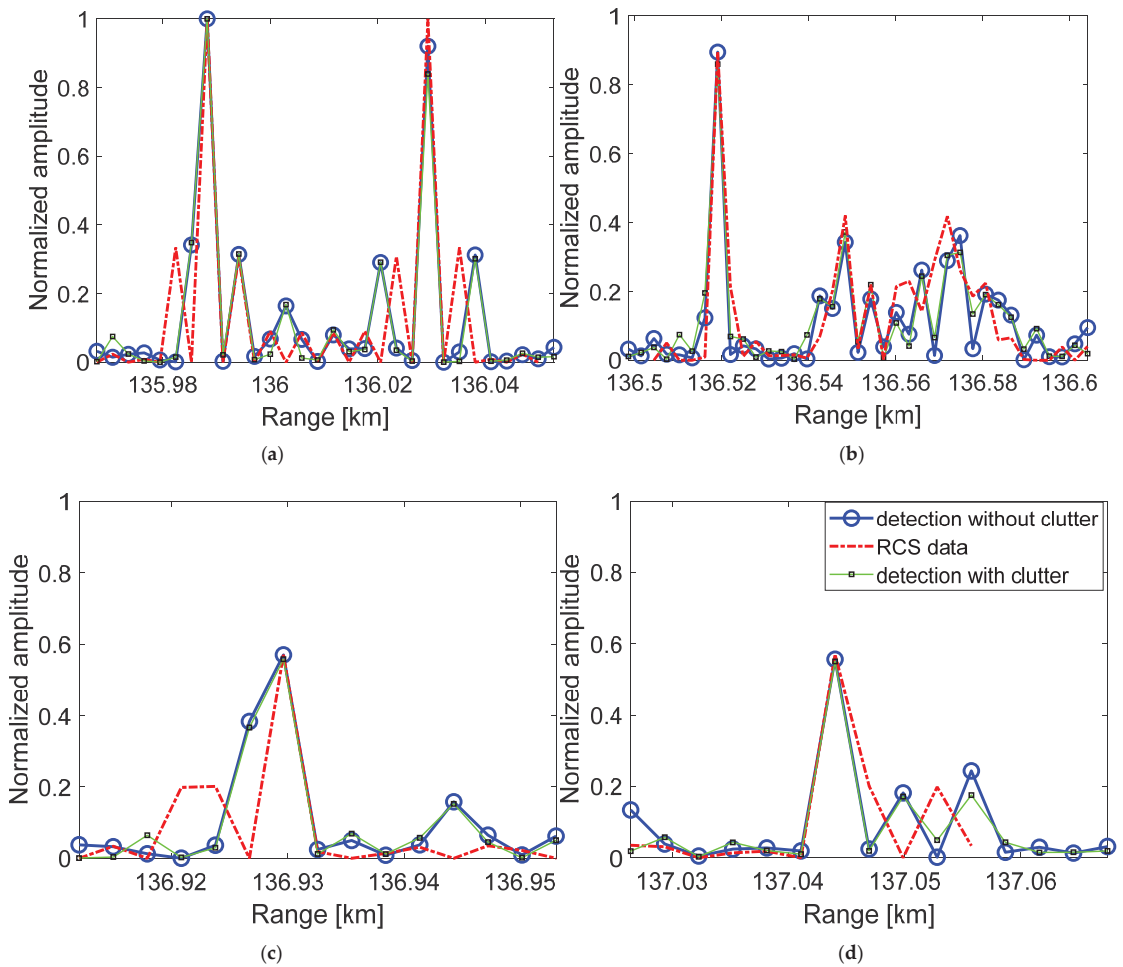 1
0.8
0.6
0.4
0.2
0
Normalized amplitude
135.98 136 136.02 136.04
Range [km]
(a)
1
0.8
0.6
0.4
0.2
0
Normalized amplitude
136.5 136.52 136.54 136.56 136.58 136.6
Range [km]
(b)
1
0.8
0.6
0.4
0.2
0
Normalized amplitude
136.92 136.93 136.94 136.95
Range [km]
(c)
1
0.8
0.6
0.4
0.2
0
Normalized amplitude
detection without clutter
RCS data
detection with clutter
137.03 137.04 137.05 137.06
Range [km]
(d)